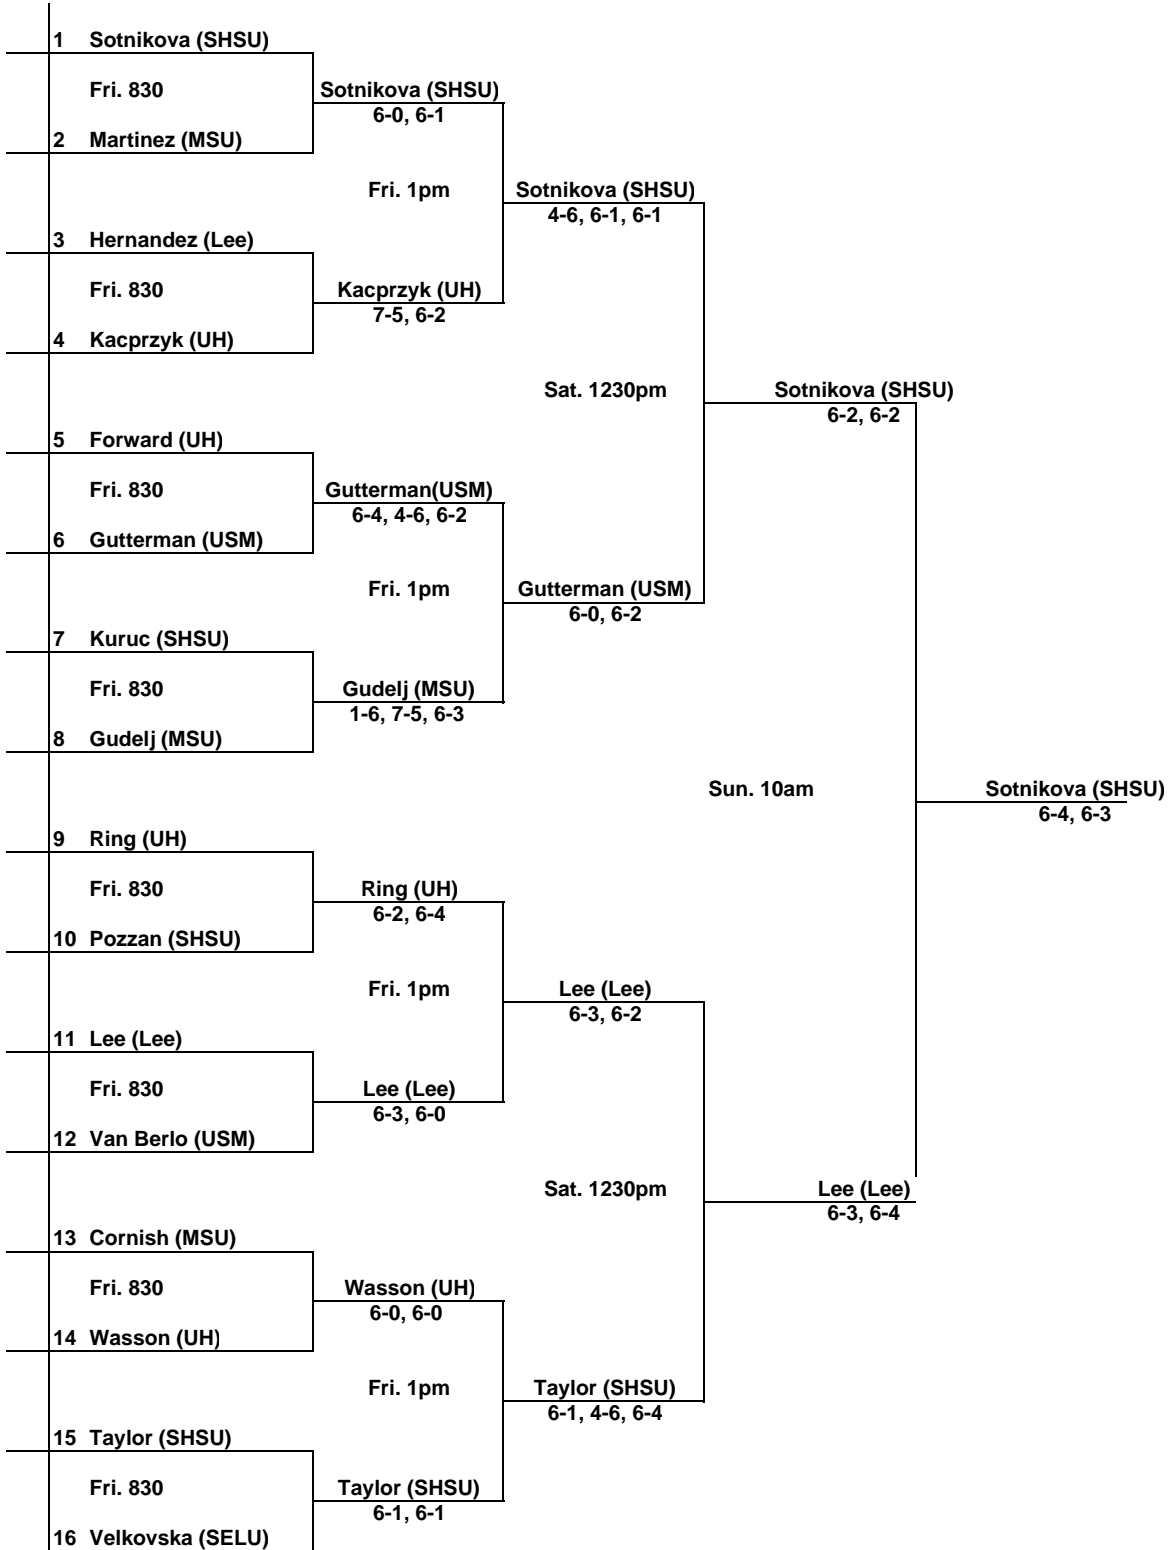 1 Sotnikova (SHSU)
Fri. 830 Sotnikova (SHSU)
6-0, 6-1
2 Martinez (MSU)
Fri. 1pm Sotnikova (SHSU)
4-6, 6-1, 6-1
3 Hernandez (Lee)
Fri. 830 Kacprzyk (UH)
7-5, 6-2
4 Kacprzyk (UH)
Sat. 1230pm Sotnikova (SHSU)
6-2, 6-2
5 Forward (UH)
Fri. 830 Gutterman(USM)
6-4, 4-6, 6-2
6 Gutterman (USM)
Fri. 1pm Gutterman (USM)
6-0, 6-2
7 Kuruc (SHSU)
Fri. 830 Gudelj (MSU)
1-6, 7-5, 6-3
8 Gudelj (MSU)
Sun. 10am Sotnikova (SHSU)
6-4, 6-3
9 Ring (UH)
Fri. 830 Ring (UH)
6-2, 6-4
10 Pozzan (SHSU)
Fri. 1pm Lee (Lee)
6-3, 6-2
11 Lee (Lee)
Fri. 830 Lee (Lee)
6-3, 6-0
12 Van Berlo (USM)
Sat. 1230pm Lee (Lee)
6-3, 6-4
13 Cornish (MSU)
Fri. 830 Wasson (UH)
6-0, 6-0
14 Wasson (UH)
Fri. 1pm Taylor (SHSU)
6-1, 4-6, 6-4
15 Taylor (SHSU)
Fri. 830 Taylor (SHSU)
6-1, 6-1
16 Velkovska (SELU)